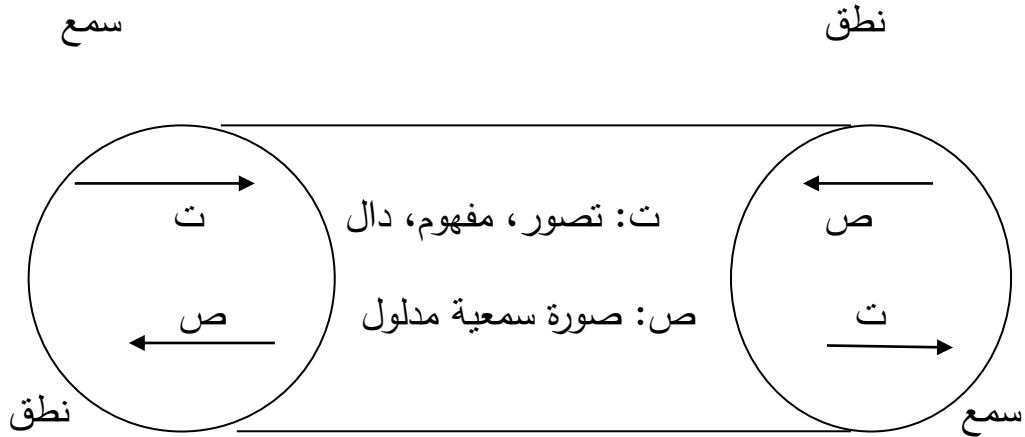 نطق
سمع
ص
ت
ت: تصور، مفهوم، دال
ص: صورة سمعية مدلول
ت
ص
سمع
نطق